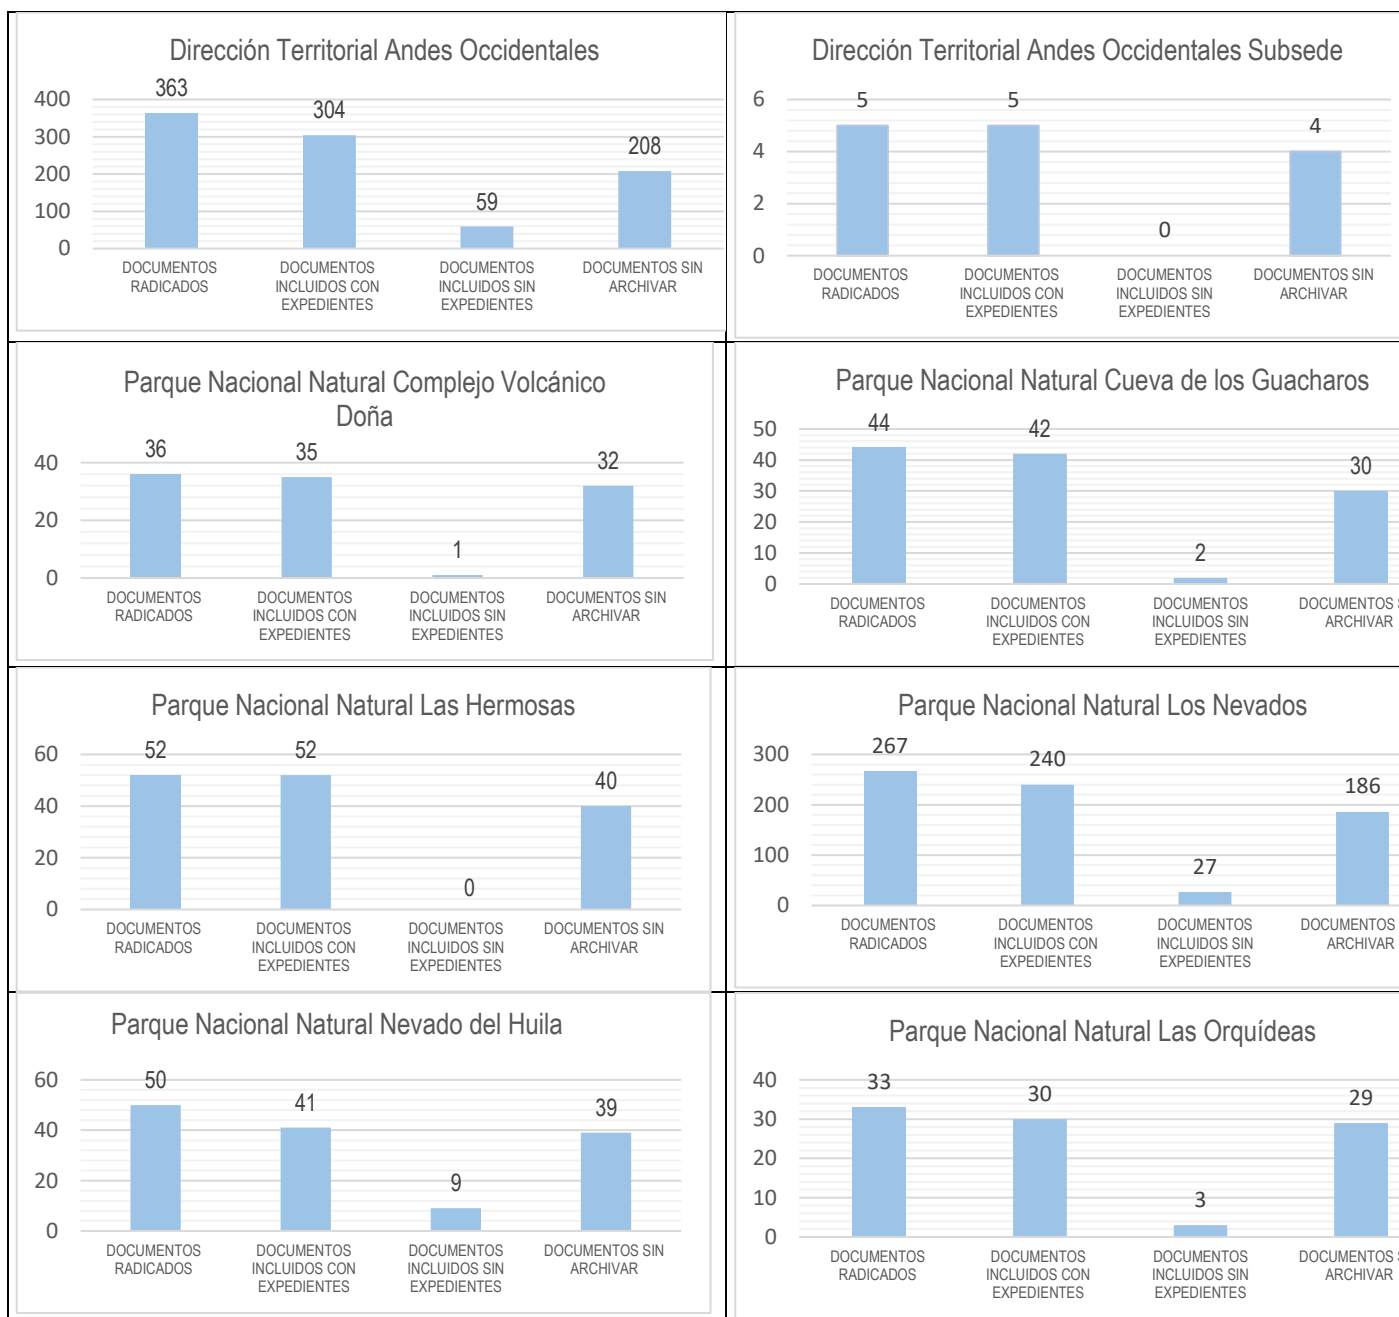 Dirección Territorial Andes Occidentales
363
304
59
208
400
300
200
100
0
DOCUMENTOS RADICADOS
DOCUMENTOS INCLUIDOS CON EXPEDIENTES
DOCUMENTOS INCLUIDOS SIN EXPEDIENTES
DOCUMENTOS SIN ARCHIVAR
Dirección Territorial Andes Occidentales Subsede
5
5
0
4
6
4
2
0
DOCUMENTOS RADICADOS
DOCUMENTOS INCLUIDOS CON EXPEDIENTES
DOCUMENTOS INCLUIDOS SIN EXPEDIENTES
DOCUMENTOS SIN ARCHIVAR
Parque Nacional Natural Complejo Volcánico
Doña
36
35
1
32
40
20
0
DOCUMENTOS RADICADOS
DOCUMENTOS INCLUIDOS CON EXPEDIENTES
DOCUMENTOS INCLUIDOS SIN EXPEDIENTES
DOCUMENTOS SIN ARCHIVAR
Parque Nacional Natural Cueva de los Guacharos
44
42
2
30
50
40
30
20
10
0
DOCUMENTOS RADICADOS
DOCUMENTOS INCLUIDOS CON EXPEDIENTES
DOCUMENTOS INCLUIDOS SIN EXPEDIENTES
DOCUMENTOS S
ARCHIVAR
Parque Nacional Natural Las Hermosas
52
52
0
40
60
40
20
0
DOCUMENTOS RADICADOS
DOCUMENTOS INCLUIDOS CON EXPEDIENTES
DOCUMENTOS INCLUIDOS SIN EXPEDIENTES
DOCUMENTOS SIN ARCHIVAR
Parque Nacional Natural Los Nevados
267
240
27
186
300
200
100
0
DOCUMENTOS RADICADOS
DOCUMENTOS INCLUIDOS CON EXPEDIENTES
DOCUMENTOS INCLUIDOS SIN EXPEDIENTES
DOCUMENTOS
ARCHIVAR
Parque Nacional Natural Nevado del Huila
50
41
9
39
60
40
20
0
DOCUMENTOS RADICADOS
DOCUMENTOS INCLUIDOS CON EXPEDIENTES
DOCUMENTOS INCLUIDOS SIN EXPEDIENTES
DOCUMENTOS SIN ARCHIVAR
Parque Nacional Natural Las Orquídeas
33
30
3
29
40
30
20
10
0
DOCUMENTOS RADICADOS
DOCUMENTOS INCLUIDOS CON EXPEDIENTES
DOCUMENTOS INCLUIDOS SIN EXPEDIENTES
DOCUMENTOS S
ARCHIVAR